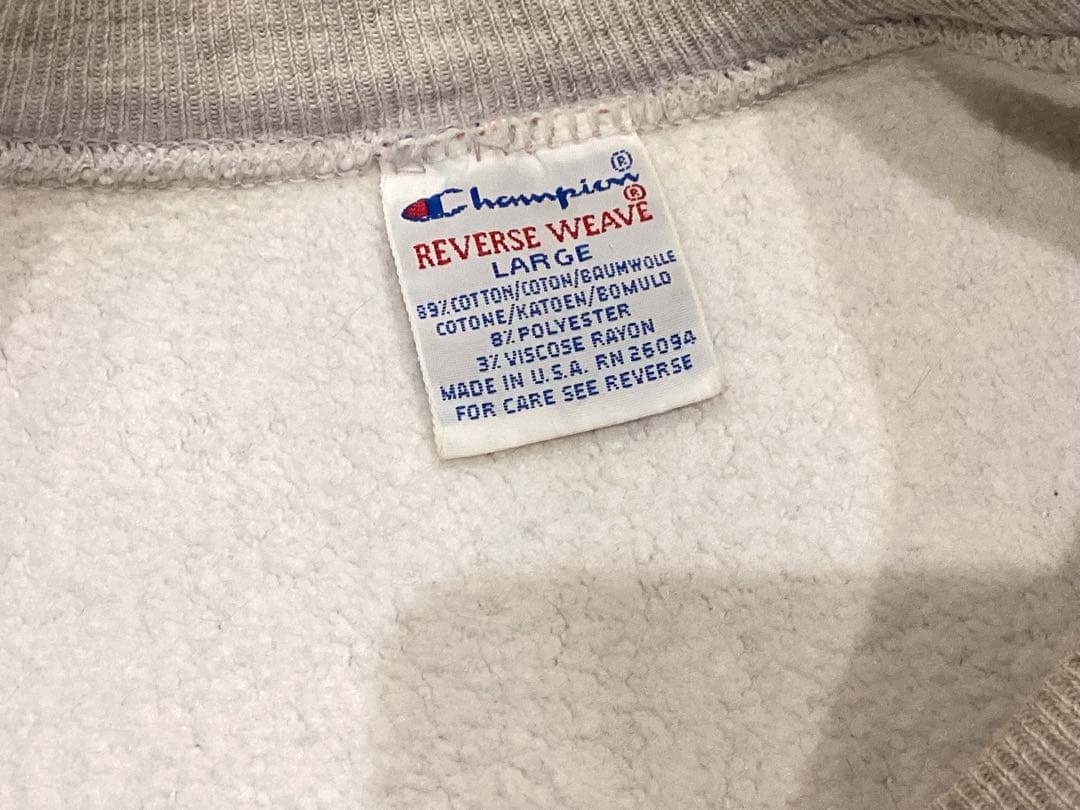 Champion®
REVERSE WEAVE®
LARGE
89% COTTON/COTON/BAUMWOLLE
COTONE/KATOEN/BOMULD
8% POLYESTER
3% VISCOSE RAYON
MADE IN U.S.A. RN 26094
FOR CARE SEE REVERSE